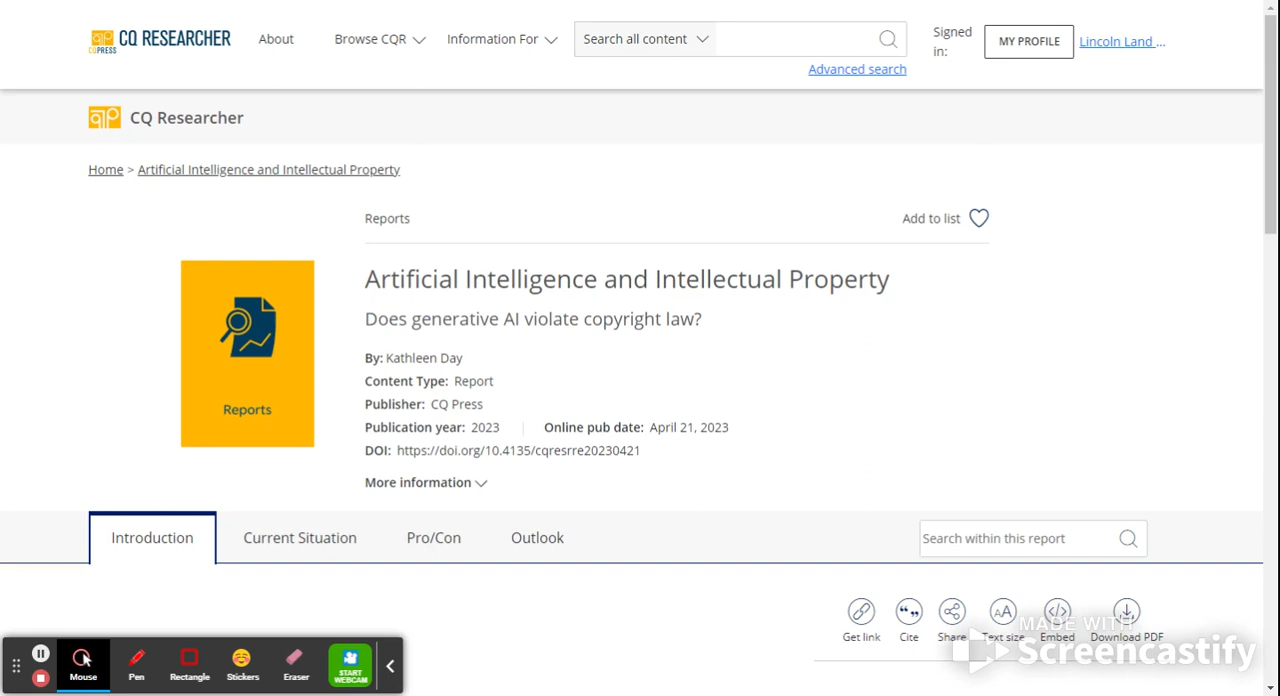 CQ PRESS
CQ RESEARCHER
About
Browse CQR
Information For
Search all content
Signed in:
MY PROFILE
Lincoln Land ...
Advanced search
CQ Researcher
Home > Artificial Intelligence and Intellectual Property
Reports
Add to list
Artificial Intelligence and Intellectual Property
Does generative AI violate copyright law?
By: Kathleen Day
Content Type: Report
Publisher: CQ Press
Publication year: 2023
Online pub date: April 21, 2023
DOI: https://doi.org/10.4135/cqresrre20230421
More information
Reports
Introduction
Current Situation
Pro/Con
Outlook
Search within this report
Get link
Cite
Share
Text size
Embed
Download PDF
Mouse
Pen
Rectangle
Stickers
Eraser
START
WEBCAM
MADE WITH
Screencastify